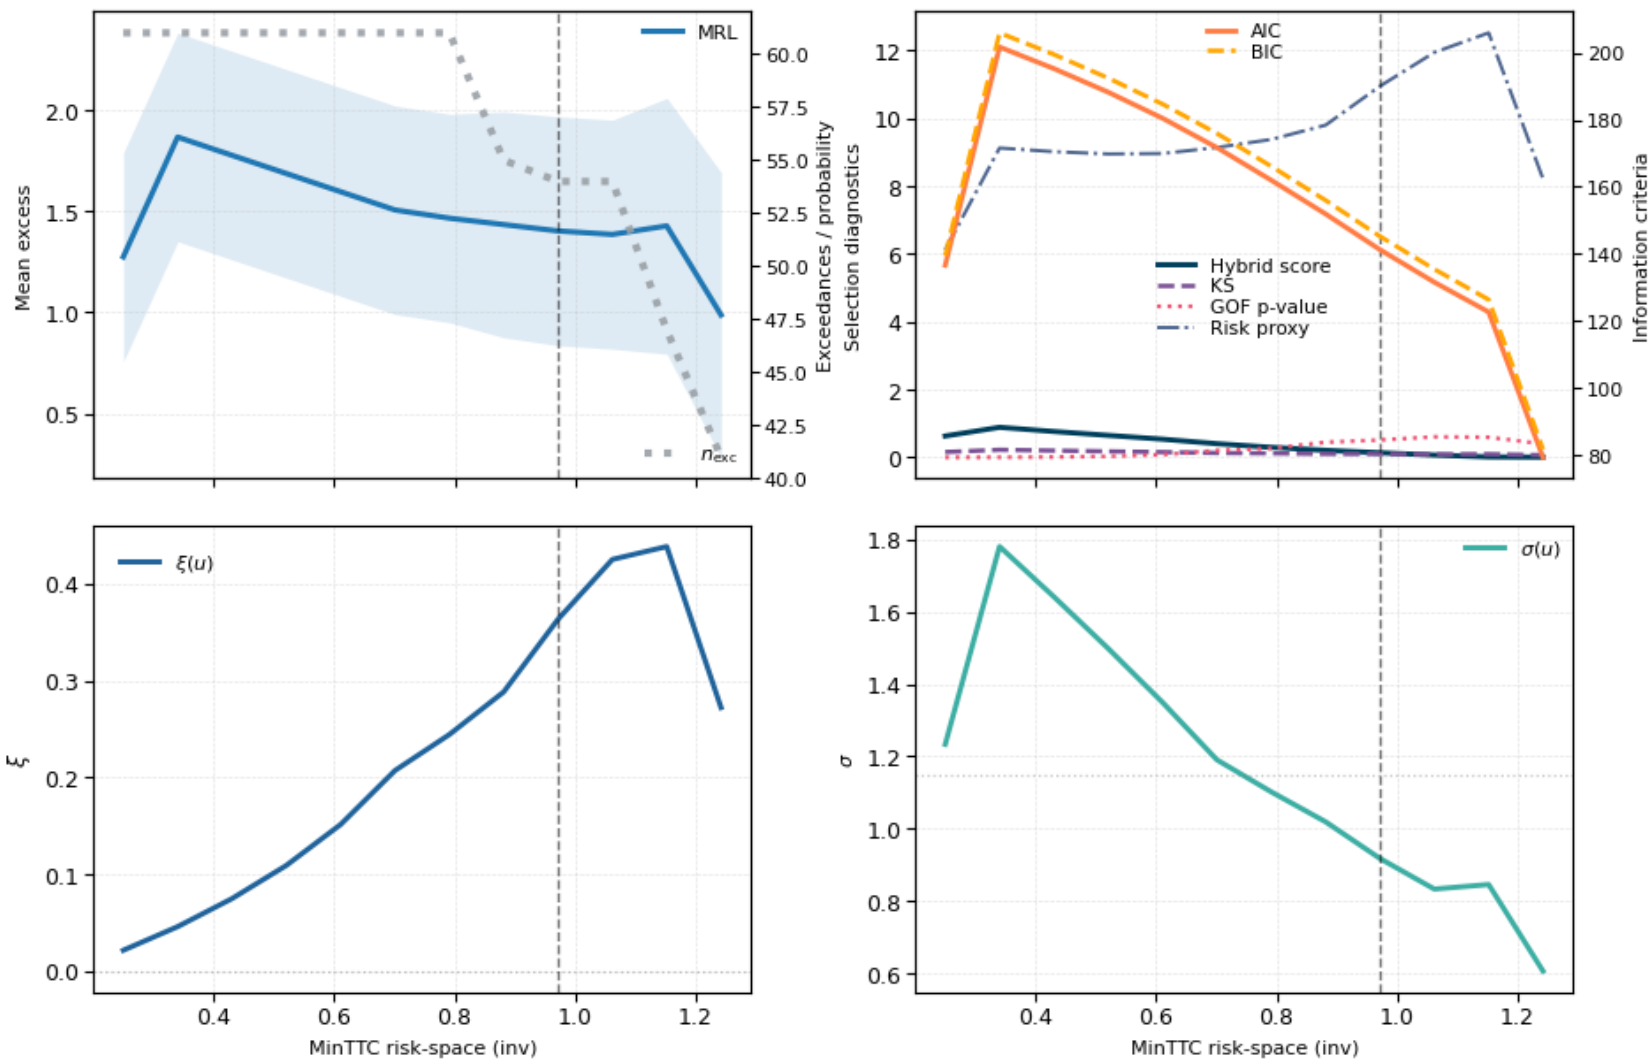 MRL
n_exc
Mean excess
2.0
1.5
1.0
0.5
60.0
57.5
55.0
52.5
50.0
47.5
45.0
42.5
40.0
Exceedances / probability
AIC
BIC
Hybrid score
KS
GOF p-value
Risk proxy
Selection diagnostics
12
10
8
6
4
2
0
200
180
160
140
120
100
80
Information criteria
ξ(u)
ξ
0.4
0.3
0.2
0.1
0.0
0.4 0.6 0.8 1.0 1.2
MinTTC risk-space (inv)
σ(u)
σ
1.8
1.6
1.4
1.2
1.0
0.8
0.6
0.4 0.6 0.8 1.0 1.2
MinTTC risk-space (inv)